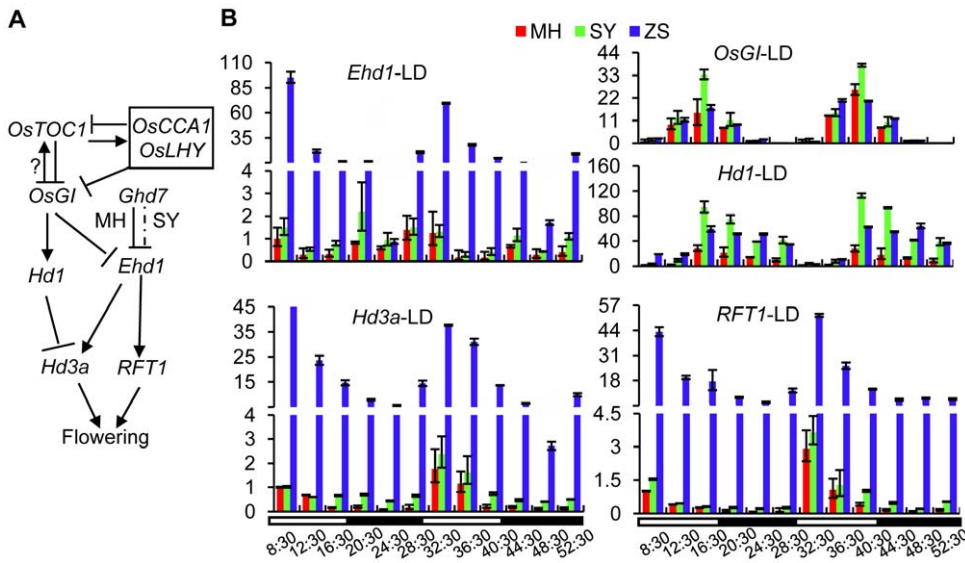 A
OsTOC1
OsCCA1
OsLHY
?
OsGI
Ghd7
MH
SY
Hd1
Ehd1
Hd3a
RFT1
Flowering
B
MH SY ZS
Ehd1-LD
110
85
60
35
4
3
2
1
0
OsGI-LD
44
33
22
11
0
Hd1-LD
160
120
80
40
0
Hd3a-LD
45
35
25
15
4
3
2
1
0
8:30 12:30 16:30 20:30 24:30 28:30 32:30 36:30 40:30 44:30 48:30 52:30
RFT1-LD
57
44
31
18
4.5
3
1.5
0
8:30 12:30 16:30 20:30 24:30 28:30 32:30 36:30 40:30 44:30 48:30 52:30